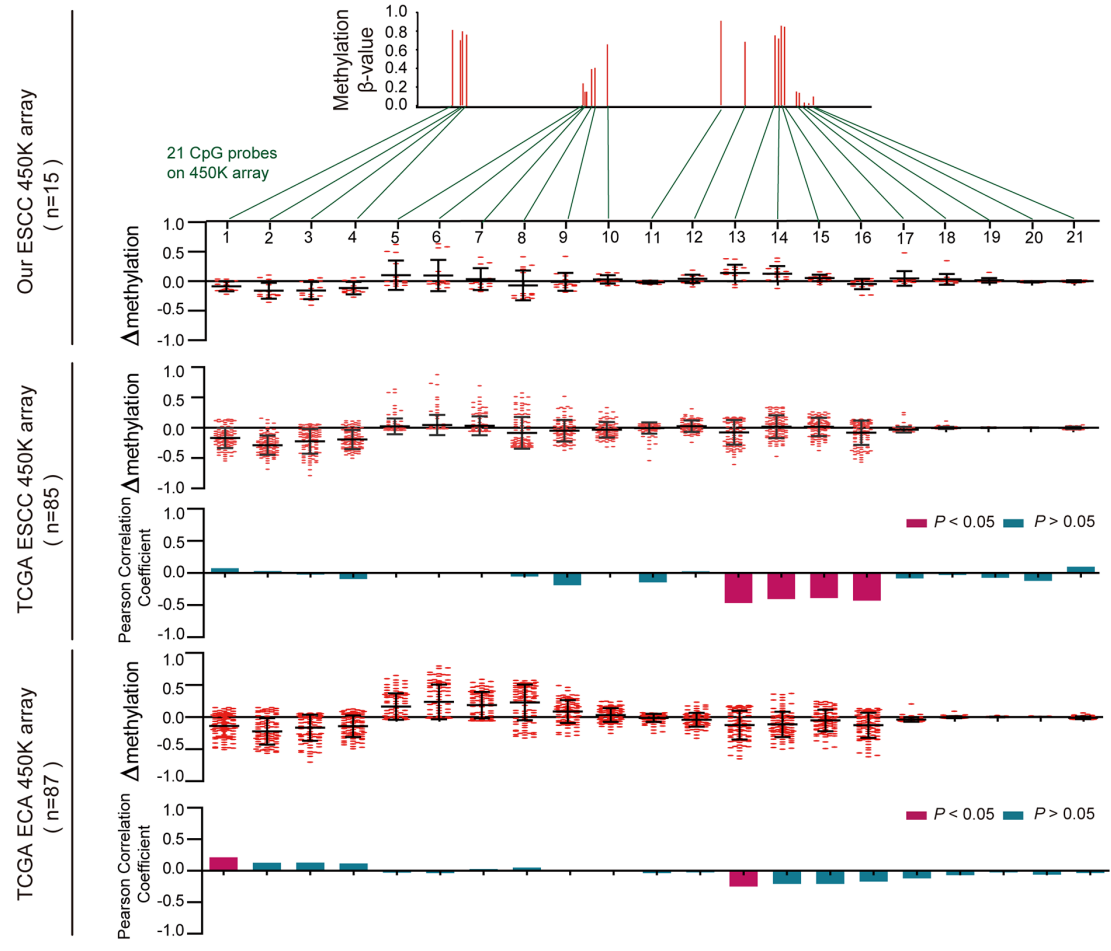 Our ESCC 450K array
( n=15 )
Methylation
β-value
1.0
0.8
0.6
0.4
0.2
0.0
21 CpG probes
on 450K array
Δmethylation
1.0
0.5
0.0
-0.5
-1.0
1 2 3 4 5 6 7 8 9 10 11 12 13 14 15 16 17 18 19 20 21
TCGA ESCC 450K array
( n=85 )
Δmethylation
1.0
0.5
0.0
-0.5
-1.0
Pearson Correlation
Coefficient
1.0
0.5
0.0
-0.5
-1.0
P < 0.05 P > 0.05
TCGA ECA 450K array
( n=87 )
Δmethylation
1.0
0.5
0.0
-0.5
-1.0
Pearson Correlation
Coefficient
1.0
0.5
0.0
-0.5
-1.0
P < 0.05 P > 0.05